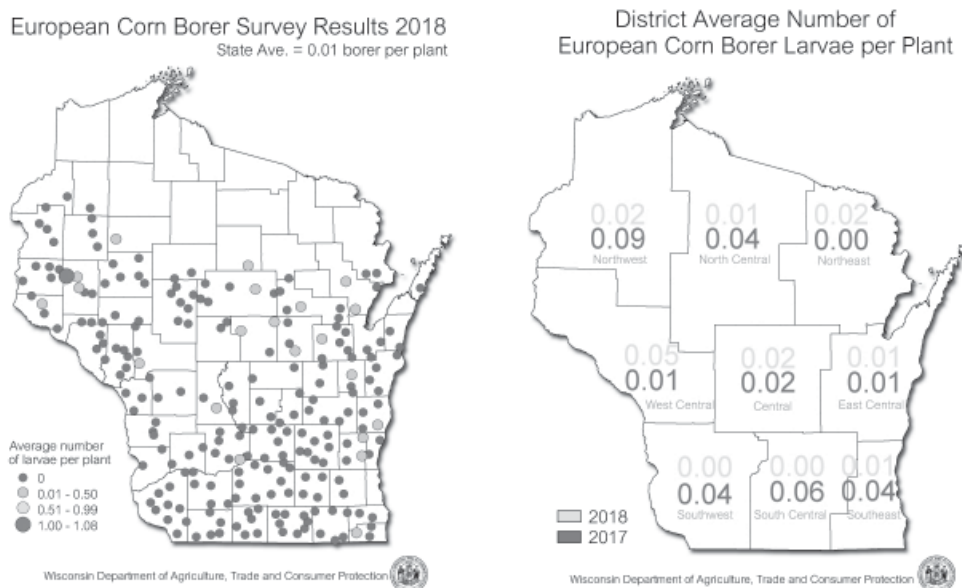 European Corn Borer Survey Results 2018
State Ave. = 0.01 borer per plant
Average number
of larvae per plant
0
0.01 - 0.50
0.51 - 0.99
1.00 - 1.08
Wisconsin Department of Agriculture, Trade and Consumer Protection
District Average Number of
European Corn Borer Larvae per Plant
0.02
0.09
Northwest
0.01
0.04
North Central
0.02
0.00
Northeast
0.05
0.01
West Central
0.02
0.02
Central
0.01
0.01
East Central
0.00
0.04
Southwest
0.00
0.06
South Central
0.01
0.04
Southeast
2018
2017
Wisconsin Department of Agriculture, Trade and Consumer Protection